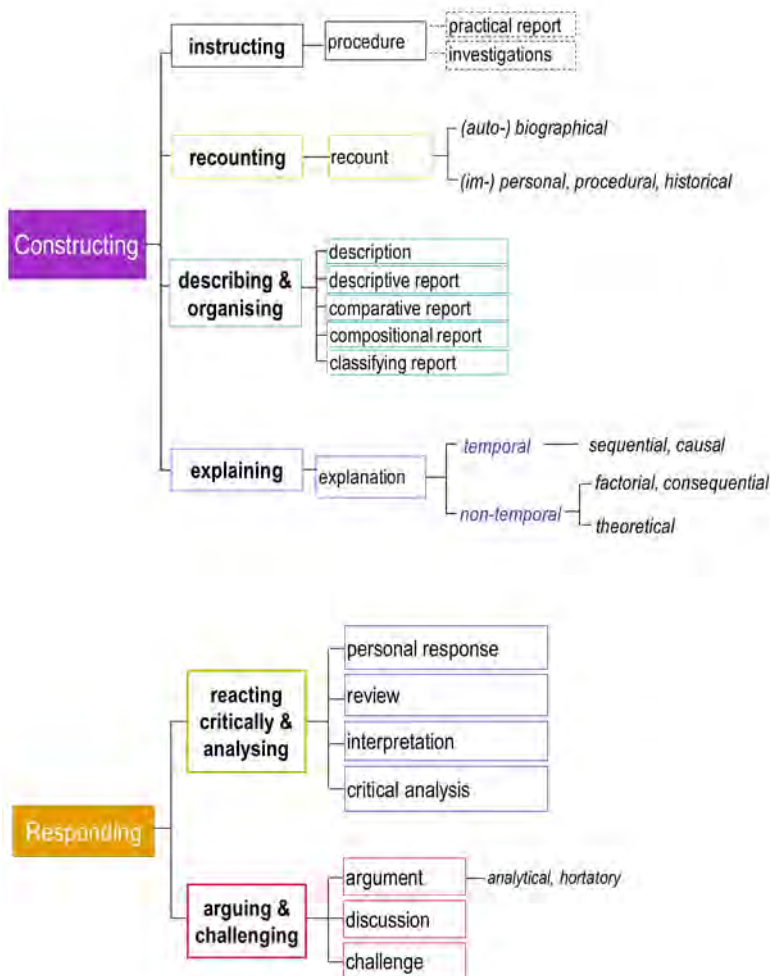 practical report
instructing
procedure
investigations
(auto-) biographical
recounting
recount
(im-) personal, procedural, historical
Constructing
description
describing &
organising
descriptive report
comparative report
compositional report
classifying report
temporal
sequential, causal
explaining
explanation
factorial, consequential
non-temporal
theoretical
personal response
reacting
critically &
analysing
review
interpretation
critical analysis
Responding
argument
analytical, hortatory
arguing &
challenging
discussion
challenge